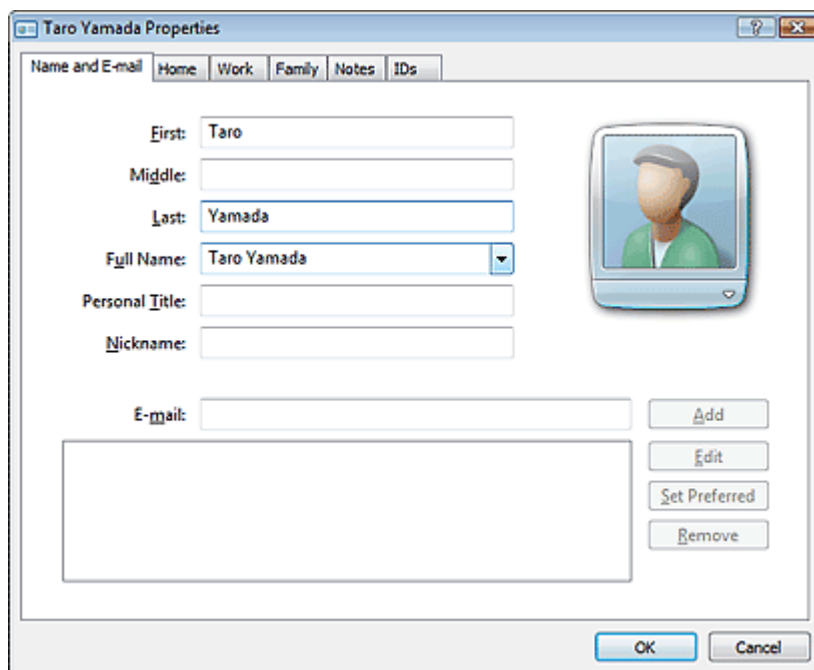 Taro Yamada Properties
Name and E-mail Home Work Family Notes IDs
First: Taro
Middle:
Last: Yamada
Full Name: Taro Yamada
Personal Title:
Nickname:
E-mail: Add
Edit
Set Preferred
Remove
OK Cancel